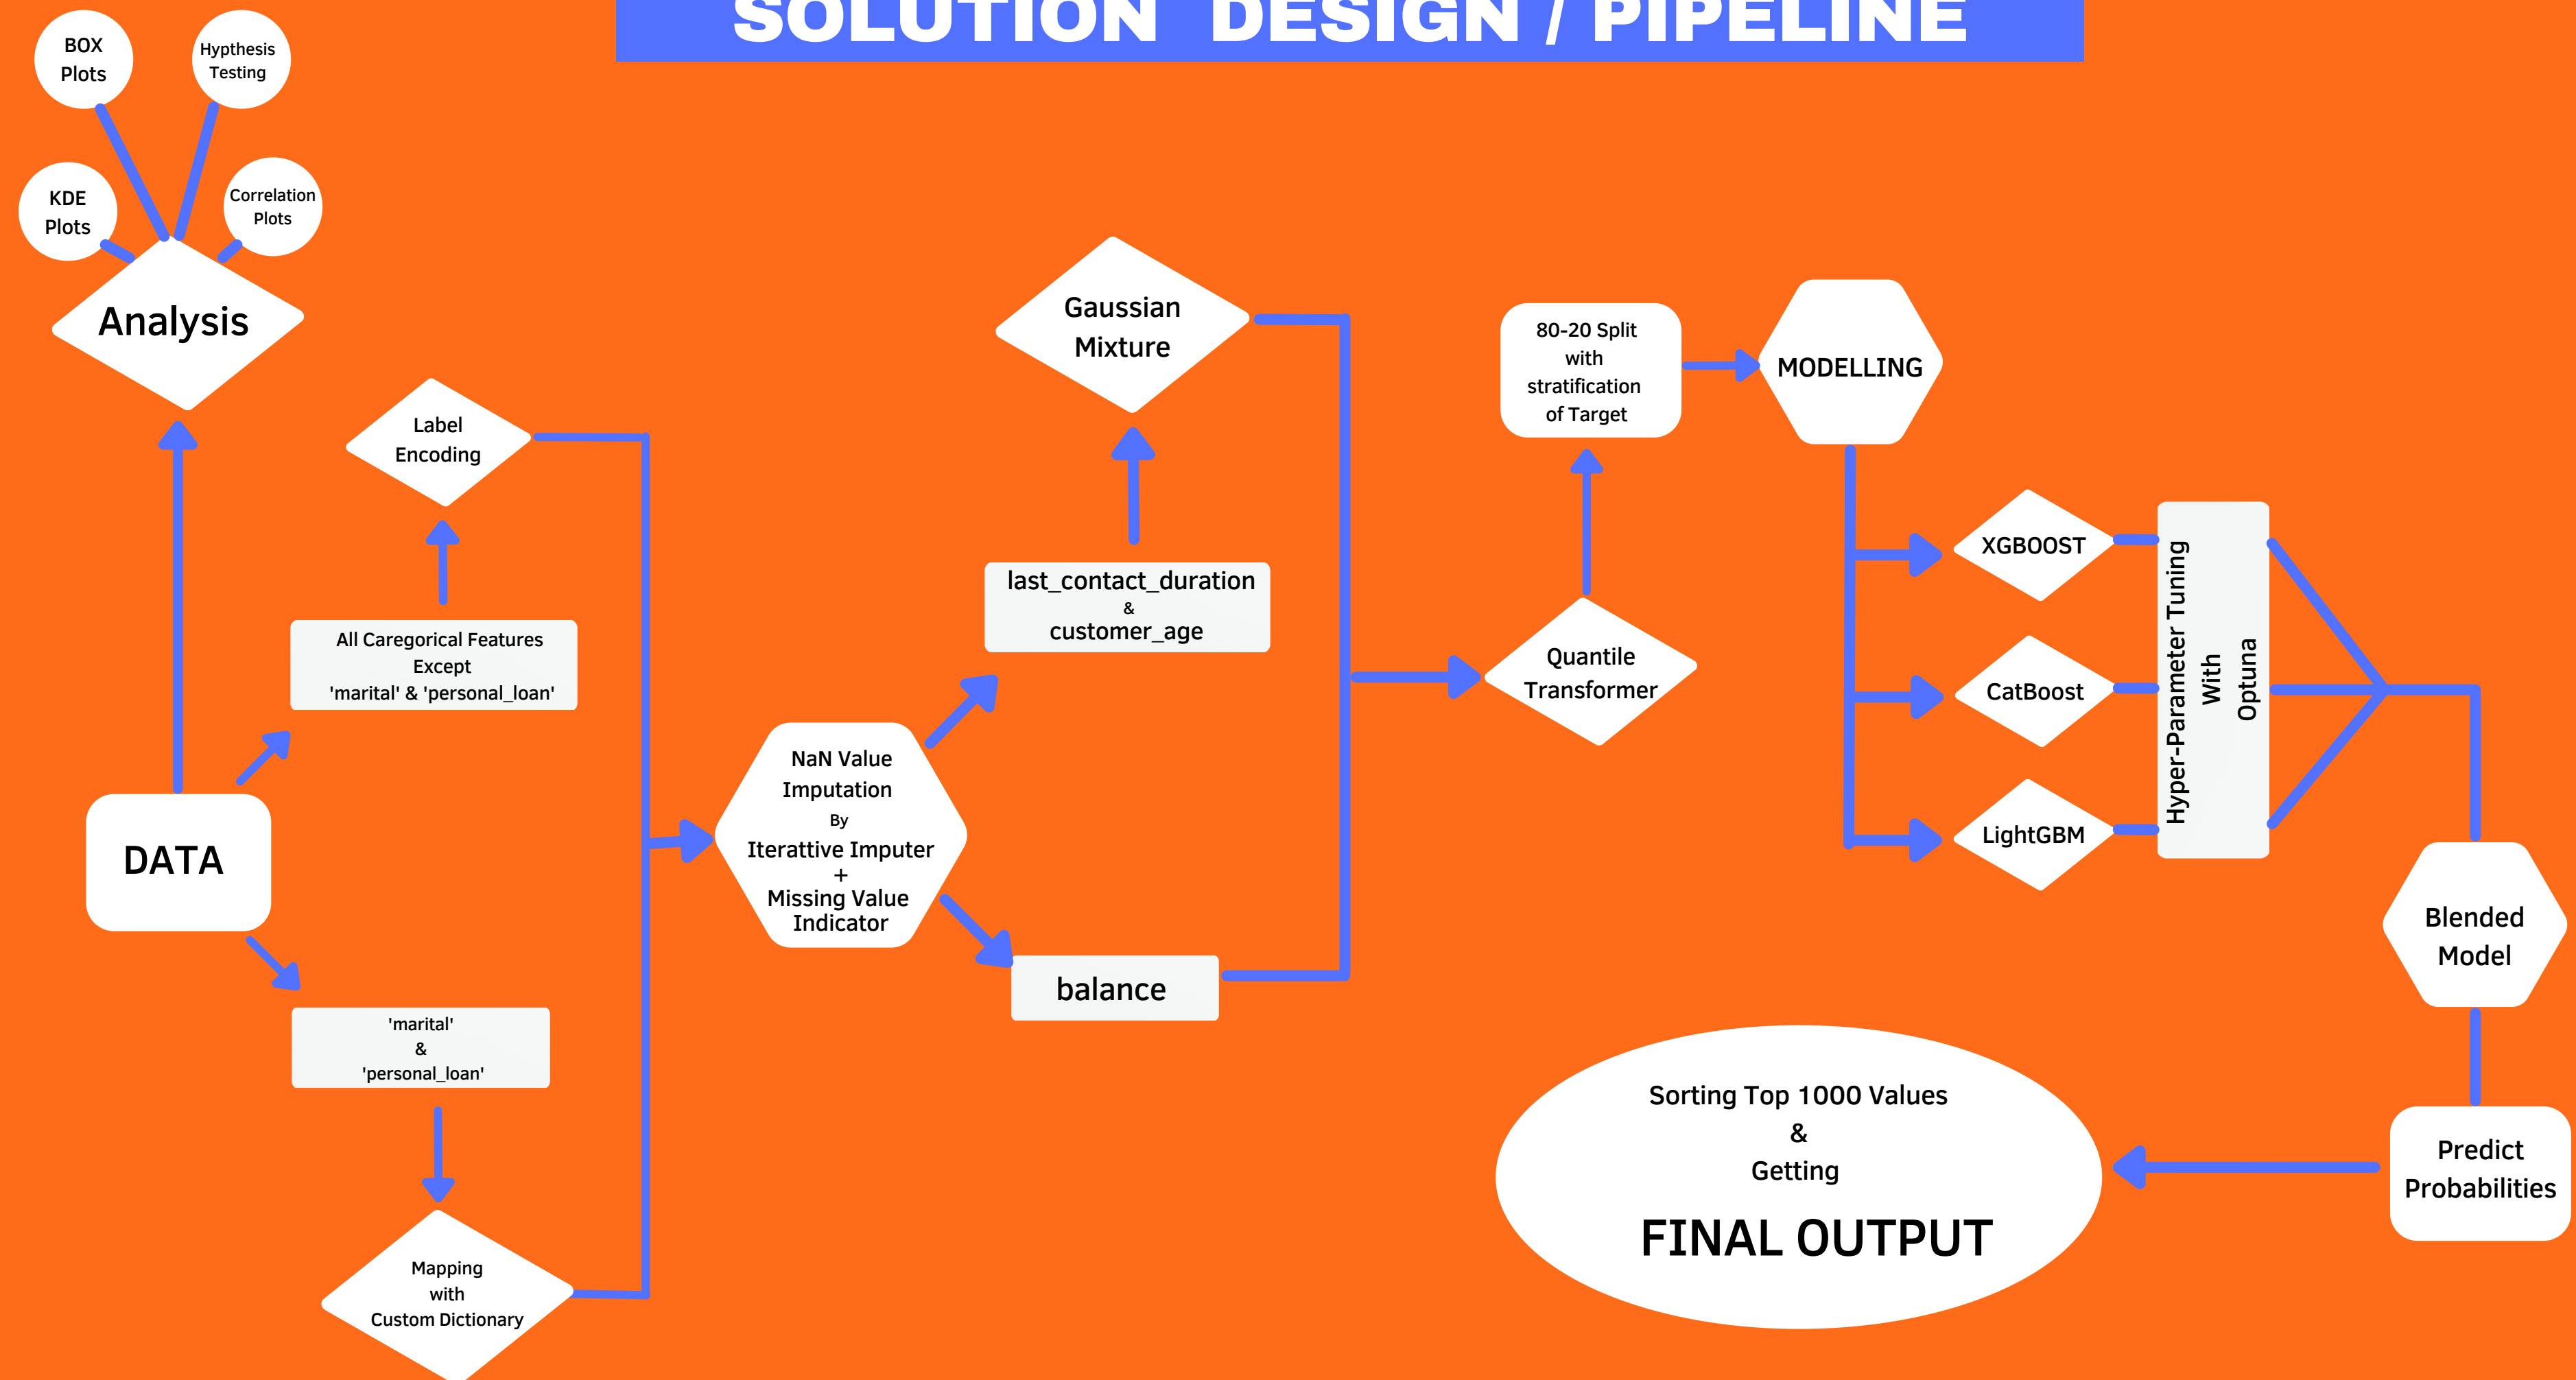 SOLUTION DESIGN / PIPELINE
BOX
Plots
Hypthesis
Testing
KDE
Plots
Correlation
Plots
Analysis
Label
Encoding
All Caregorical Features
Except
'marital' & 'personal_loan'
DATA
'marital'
&
'personal_loan'
Mapping
with
Custom Dictionary
NaN Value
Imputation
By
Iterattive Imputer
+
Missing Value
Indicator
Gaussian
Mixture
last_contact_duration
&
customer_age
balance
Quantile
Transformer
80-20 Split
with
stratification
of Target
MODELLING
XGBOOST
CatBoost
LightGBM
Hyper-Parameter Tuning
With
Optuna
Blended
Model
Predict
Probabilities
Sorting Top 1000 Values
&
Getting
FINAL OUTPUT